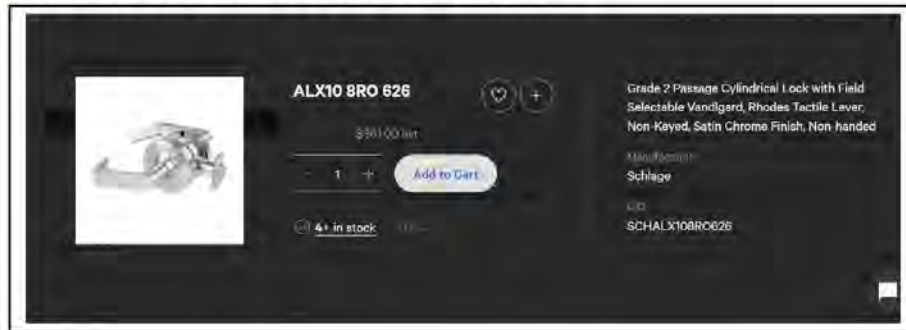 ALX10 8RO 626
- 1 +
Add to Cart
4+ in stock
Grade 2 Passage Cylindrical Lock with Field
Selectable Vandlgard, Rhodes Tactile Lever,
Non-Keyed, Satin Chrome Finish, Non-handed
Manufacturer
Schlage
SCHALX108RO626